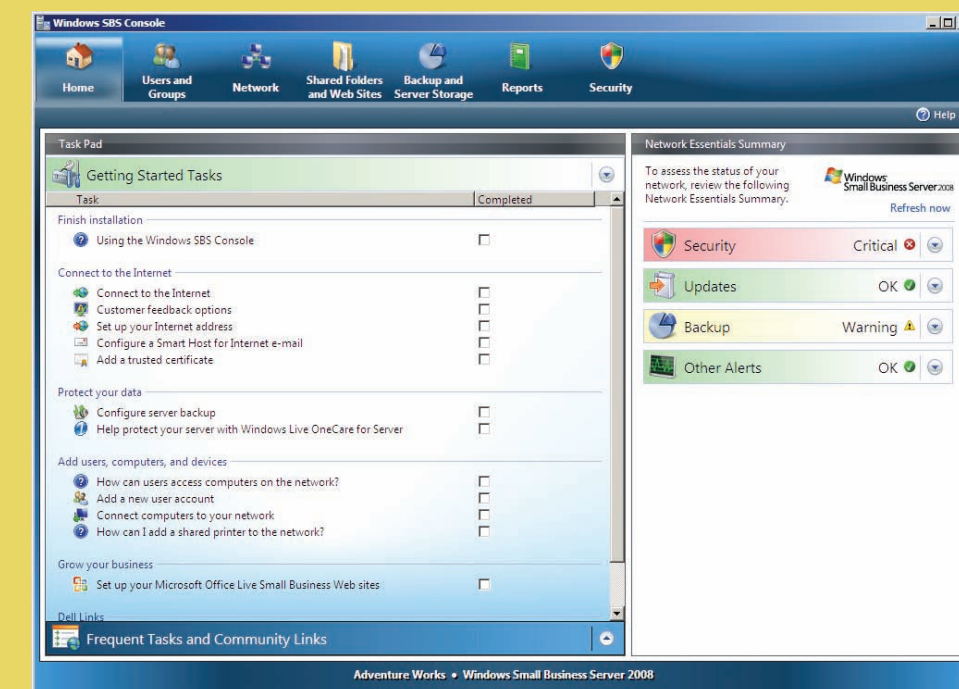 Windows SBS Console
Home
Users and
Groups
Network
Shared Folders
and Web Sites
Backup and
Server Storage
Reports
Security
Help
Task Pad
Getting Started Tasks
Task
Completed
Finish installation
Using the Windows SBS Console
Connect to the Internet
Connect to the Internet
Customer feedback options
Set up your Internet address
Configure a Smart Host for Internet e-mail
Add a trusted certificate
Protect your data
Configure server backup
Help protect your server with Windows Live OneCare for Server
Add users, computers, and devices
How can users access computers on the network?
Add a new user account
Connect computers to your network
How can I add a shared printer to the network?
Grow your business
Set up your Microsoft Office Live Small Business Web sites
Dell Links
Frequent Tasks and Community Links
Network Essentials Summary
To assess the status of your
network, review the following
Network Essentials Summary.
Windows
Small Business Server 2008
Refresh now
Security Critical
Updates OK
Backup Warning
Other Alerts OK
Adventure Works • Windows Small Business Server 2008